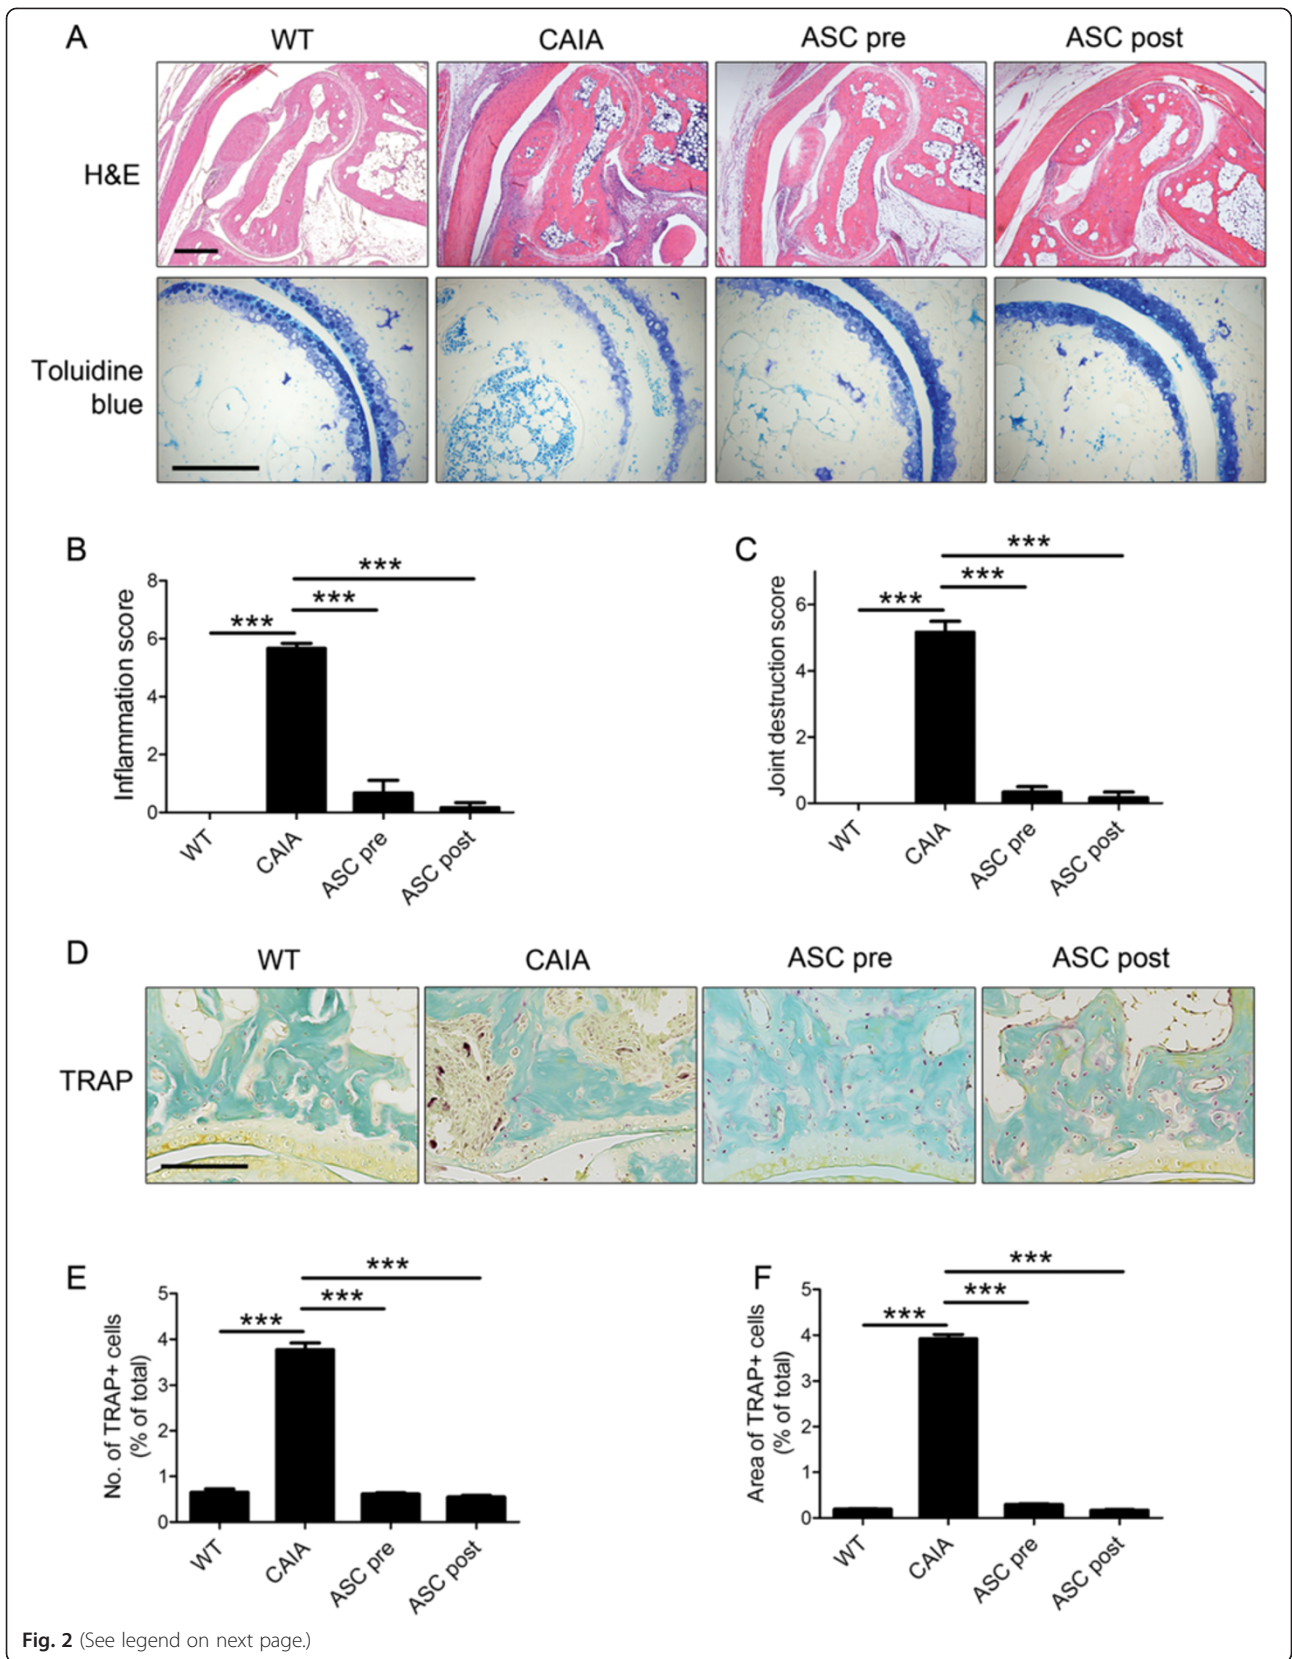 A
WT CAIA ASC pre ASC post
H&E
Toluidine
blue
B
***
***
***
Inflammation score
8
6
4
2
0
WT CAIA ASC pre ASC post
C
***
***
***
Joint destruction score
6
4
2
0
WT CAIA ASC pre ASC post
D
WT CAIA ASC pre ASC post
TRAP
E
***
***
***
No. of TRAP+ cells
(% of total)
5
4
3
2
1
0
WT CAIA ASC pre ASC post
F
***
***
***
Area of TRAP+ cells
(% of total)
5
4
3
2
1
0
WT CAIA ASC pre ASC post
Fig. 2 (See legend on next page.)